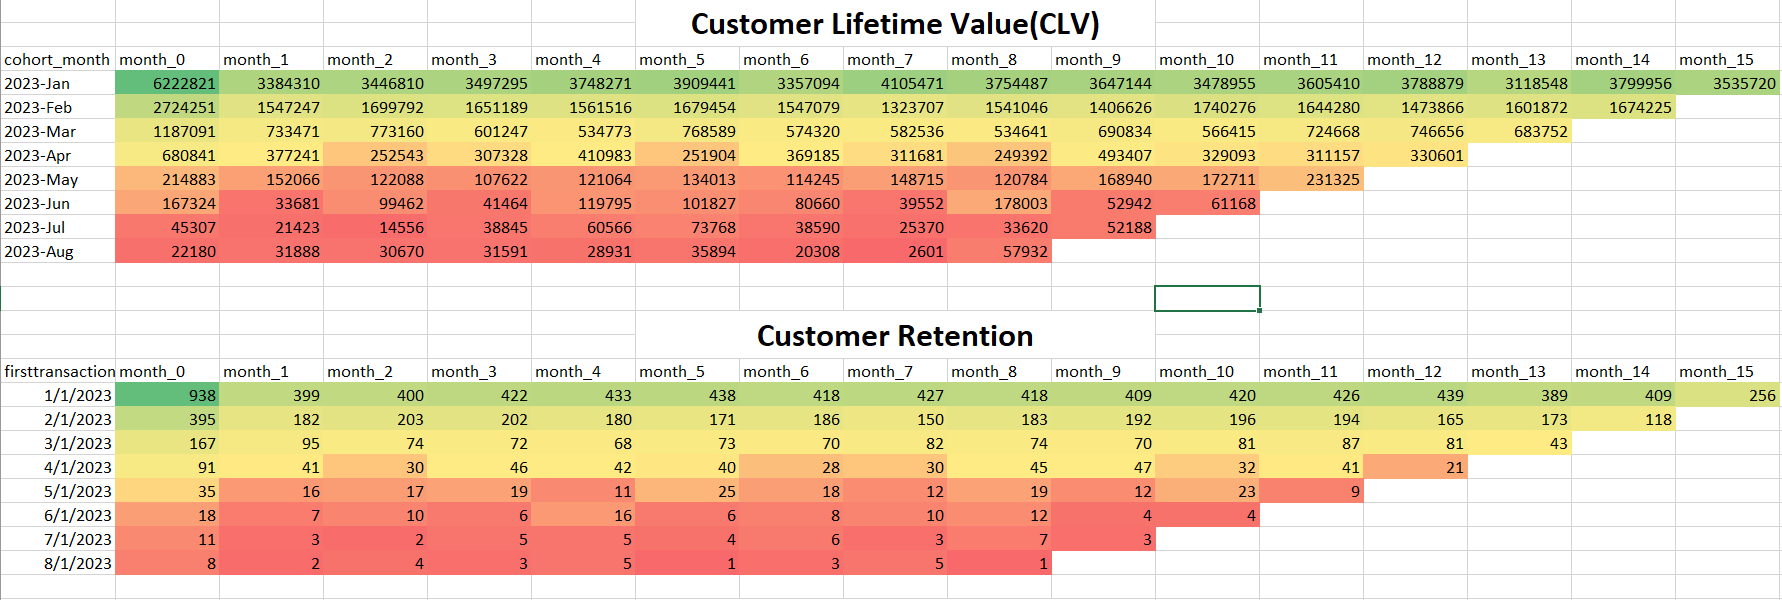 Customer Lifetime Value(CLV)
cohort_month month_0 month_1 month_2 month_3 month_4 month_5 month_6 month_7 month_8 month_9 month_10 month_11 month_12 month_13 month_14 month_15
2023-Jan 6222821 3384310 3446810 3497295 3748271 3909441 3357094 4105471 3754487 3647144 3478955 3605410 3788879 3118548 3799956 3535720
2023-Feb 2724251 1547247 1699792 1651189 1561516 1679454 1547079 1323707 1541046 1406626 1740276 1644280 1473866 1601872 1674225
2023-Mar 1187091 733471 773160 601247 534773 768589 574320 582536 534641 690834 566415 724668 746656 683752
2023-Apr 680841 377241 252543 307328 410983 251904 369185 311681 249392 493407 329093 311157 330601
2023-May 214883 152066 122088 107622 121064 134013 114245 148715 120784 168940 172711 231325
2023-Jun 167324 33681 99462 41464 119795 101827 80660 39552 178003 52942 61168
2023-Jul 45307 21423 14556 38845 60566 73768 38590 25370 33620 52188
2023-Aug 22180 31888 30670 31591 28931 35894 20308 2601 57932
Customer Retention
firsttransaction month_0 month_1 month_2 month_3 month_4 month_5 month_6 month_7 month_8 month_9 month_10 month_11 month_12 month_13 month_14 month_15
1/1/2023 938 399 400 422 433 438 418 427 418 409 420 426 439 389 409 256
2/1/2023 395 182 203 202 180 171 186 150 183 192 196 194 165 173 118
3/1/2023 167 95 74 72 68 73 70 82 74 70 81 87 81 43
4/1/2023 91 41 30 46 42 40 28 30 45 47 32 41 21
5/1/2023 35 16 17 19 11 25 18 12 19 12 23 9
6/1/2023 18 7 10 6 16 6 8 10 12 4 4
7/1/2023 11 3 2 5 5 4 6 3 7 3
8/1/2023 8 2 4 3 5 1 3 5 1